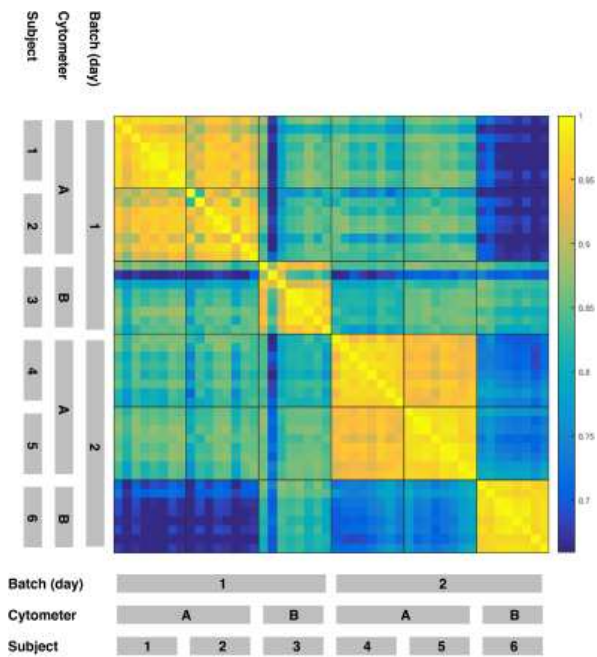 Subject
Cytometer
Batch (day)
1
2
3
4
5
6
A
B
A
B
1
2
1
0.95
0.9
0.85
0.8
0.75
0.7
Batch (day) 1 2
Cytometer A B A B
Subject 1 2 3 4 5 6